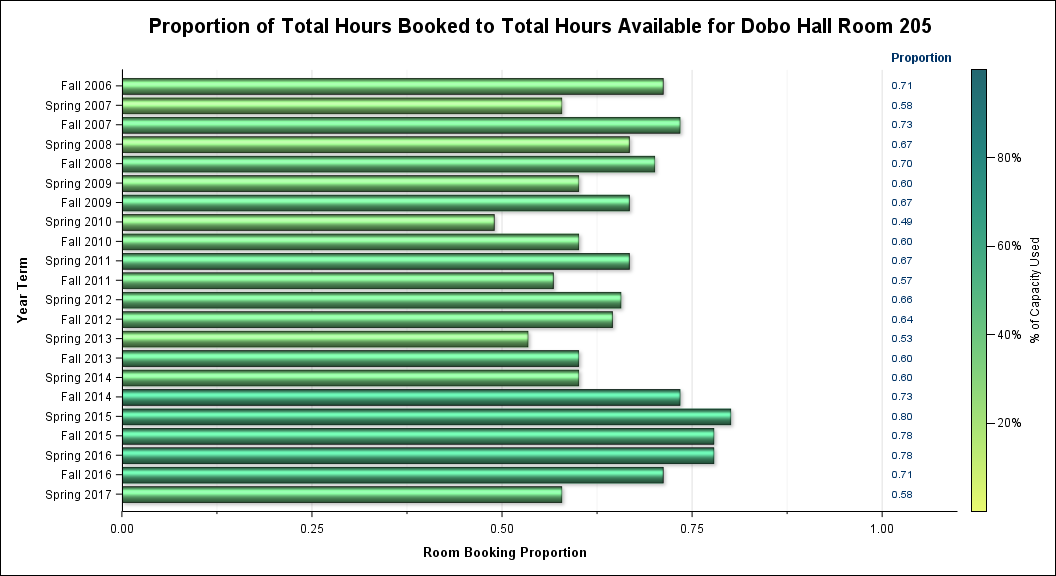 Proportion of Total Hours Booked to Total Hours Available for Dobo Hall Room 205
Proportion
Fall 2006 0.71
Spring 2007 0.58
Fall 2007 0.73
Spring 2008 0.67
Fall 2008 0.70
Spring 2009 0.60
Fall 2009 0.67
Spring 2010 0.49
Fall 2010 0.60
Spring 2011 0.67
Fall 2011 0.57
Spring 2012 0.66
Fall 2012 0.64
Spring 2013 0.53
Fall 2013 0.60
Spring 2014 0.60
Fall 2014 0.73
Spring 2015 0.80
Fall 2015 0.78
Spring 2016 0.78
Fall 2016 0.71
Spring 2017 0.58
Year Term
0.00 0.25 0.50 0.75 1.00
Room Booking Proportion
80%
60%
40%
20%
% of Capacity Used